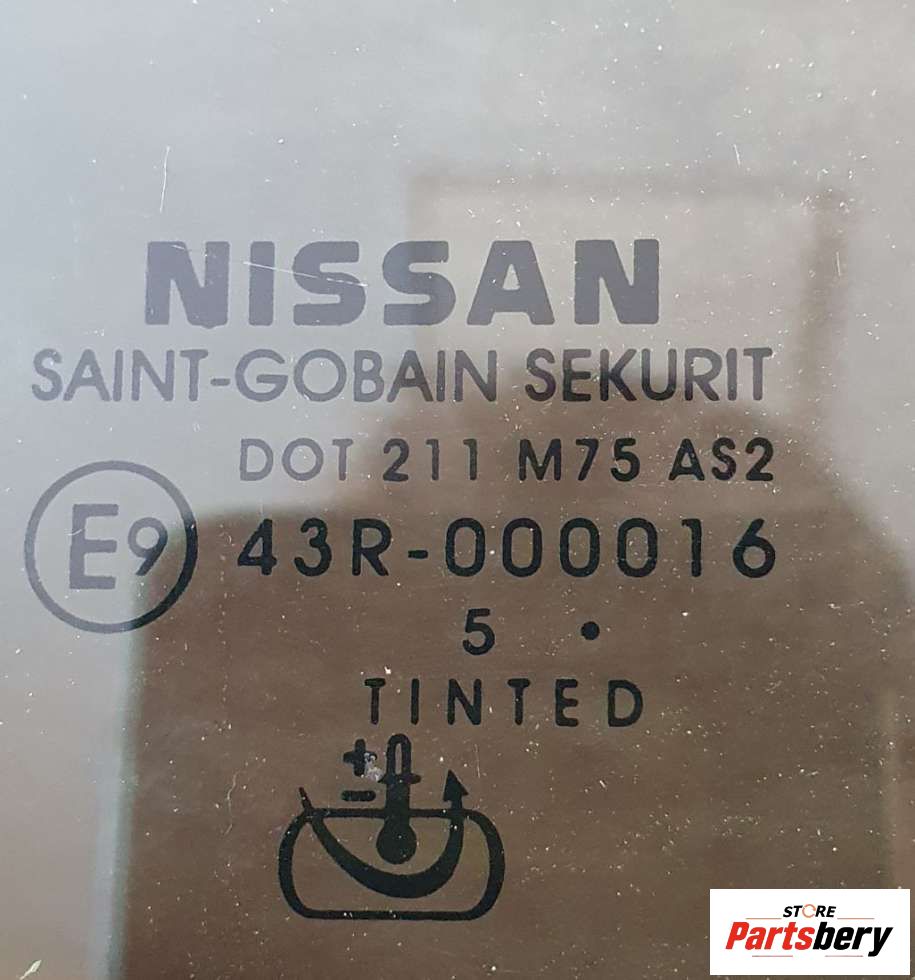 NISSAN
SAINT-GOBAIN SEKURIT
DOT 211 M75 AS2
E9 43R-000016
5 •
TINTED
+
−
STORE
Partsbery